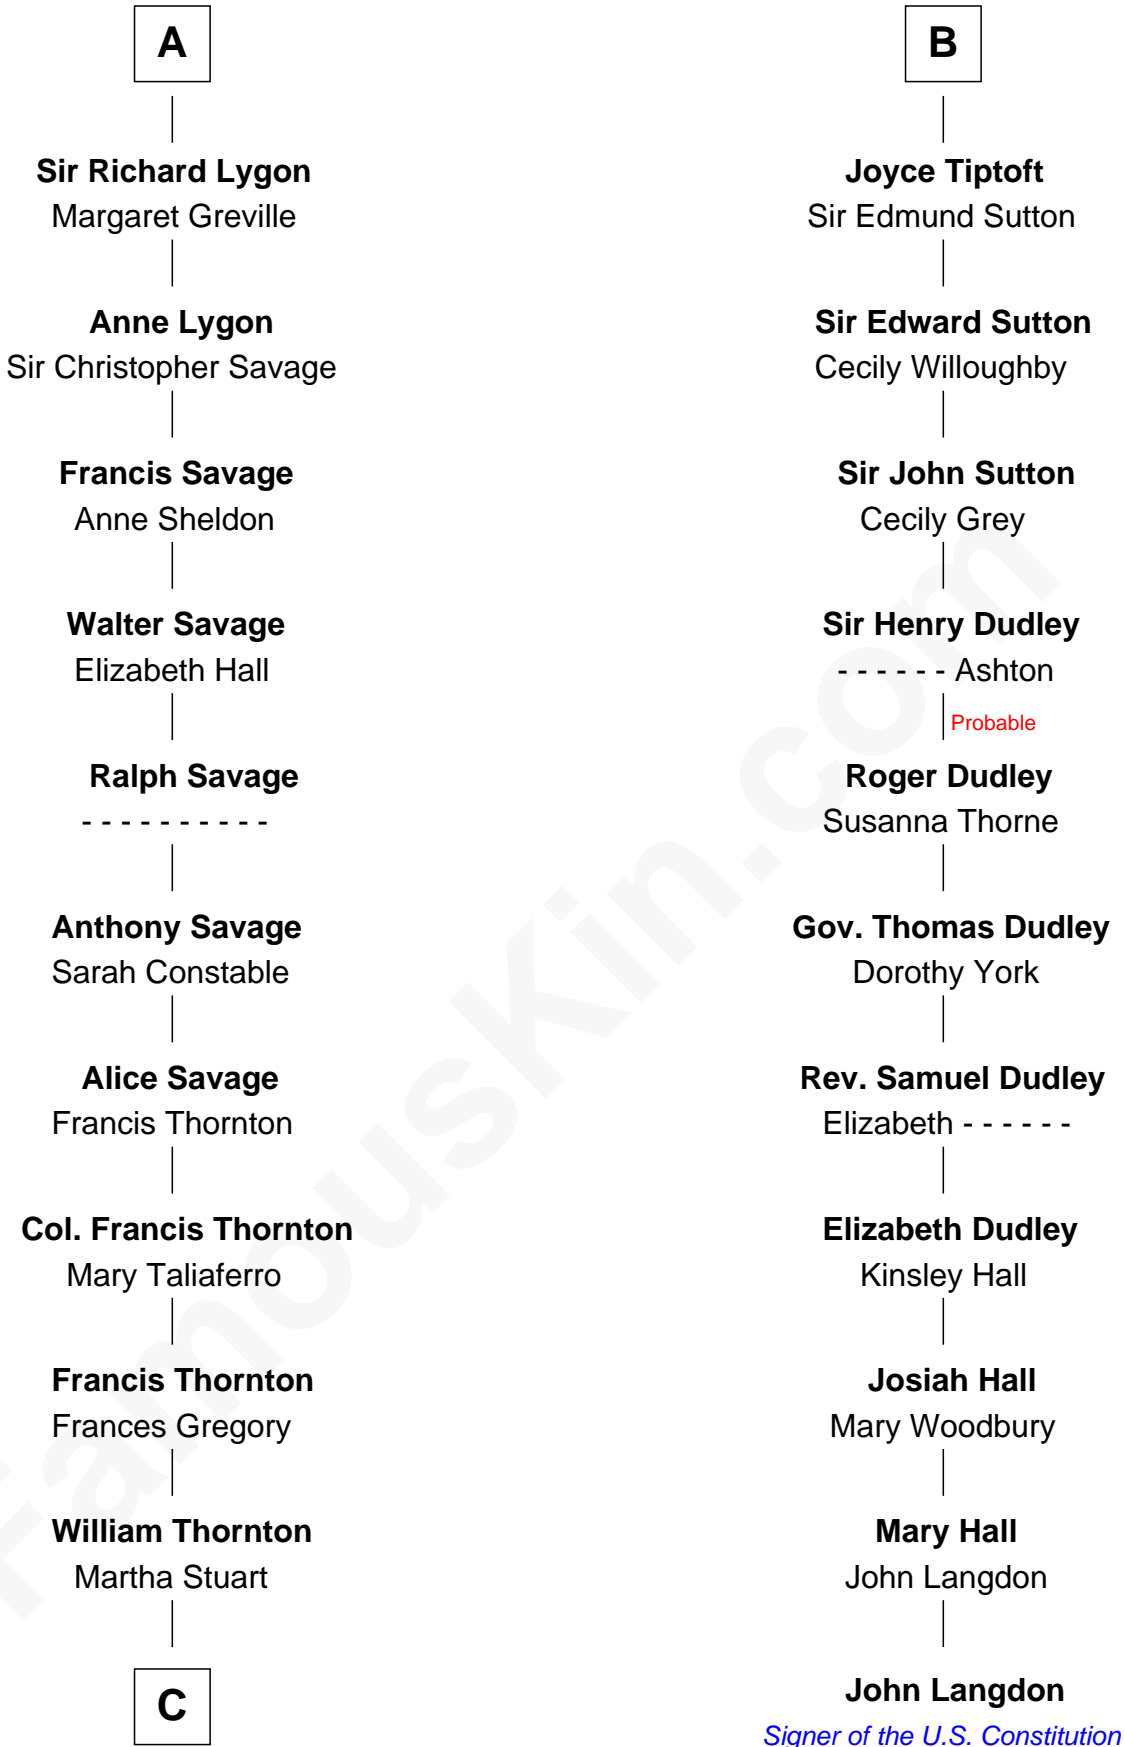 A
Sir Richard Lygon
Margaret Greville
Anne Lygon
Sir Christopher Savage
Francis Savage
Anne Sheldon
Walter Savage
Elizabeth Hall
Ralph Savage
- - - - - - - - - -
Anthony Savage
Sarah Constable
Alice Savage
Francis Thornton
Col. Francis Thornton
Mary Taliaferro
Francis Thornton
Frances Gregory
William Thornton
Martha Stuart
C
B
Joyce Tiptoft
Sir Edmund Sutton
Sir Edward Sutton
Cecily Willoughby
Sir John Sutton
Cecily Grey
Sir Henry Dudley
- - - - - - Ashton
Probable
Roger Dudley
Susanna Thorne
Gov. Thomas Dudley
Dorothy York
Rev. Samuel Dudley
Elizabeth - - - - - -
Elizabeth Dudley
Kinsley Hall
Josiah Hall
Mary Woodbury
Mary Hall
John Langdon
John Langdon
Signer of the U.S. Constitution
FamousKin.com